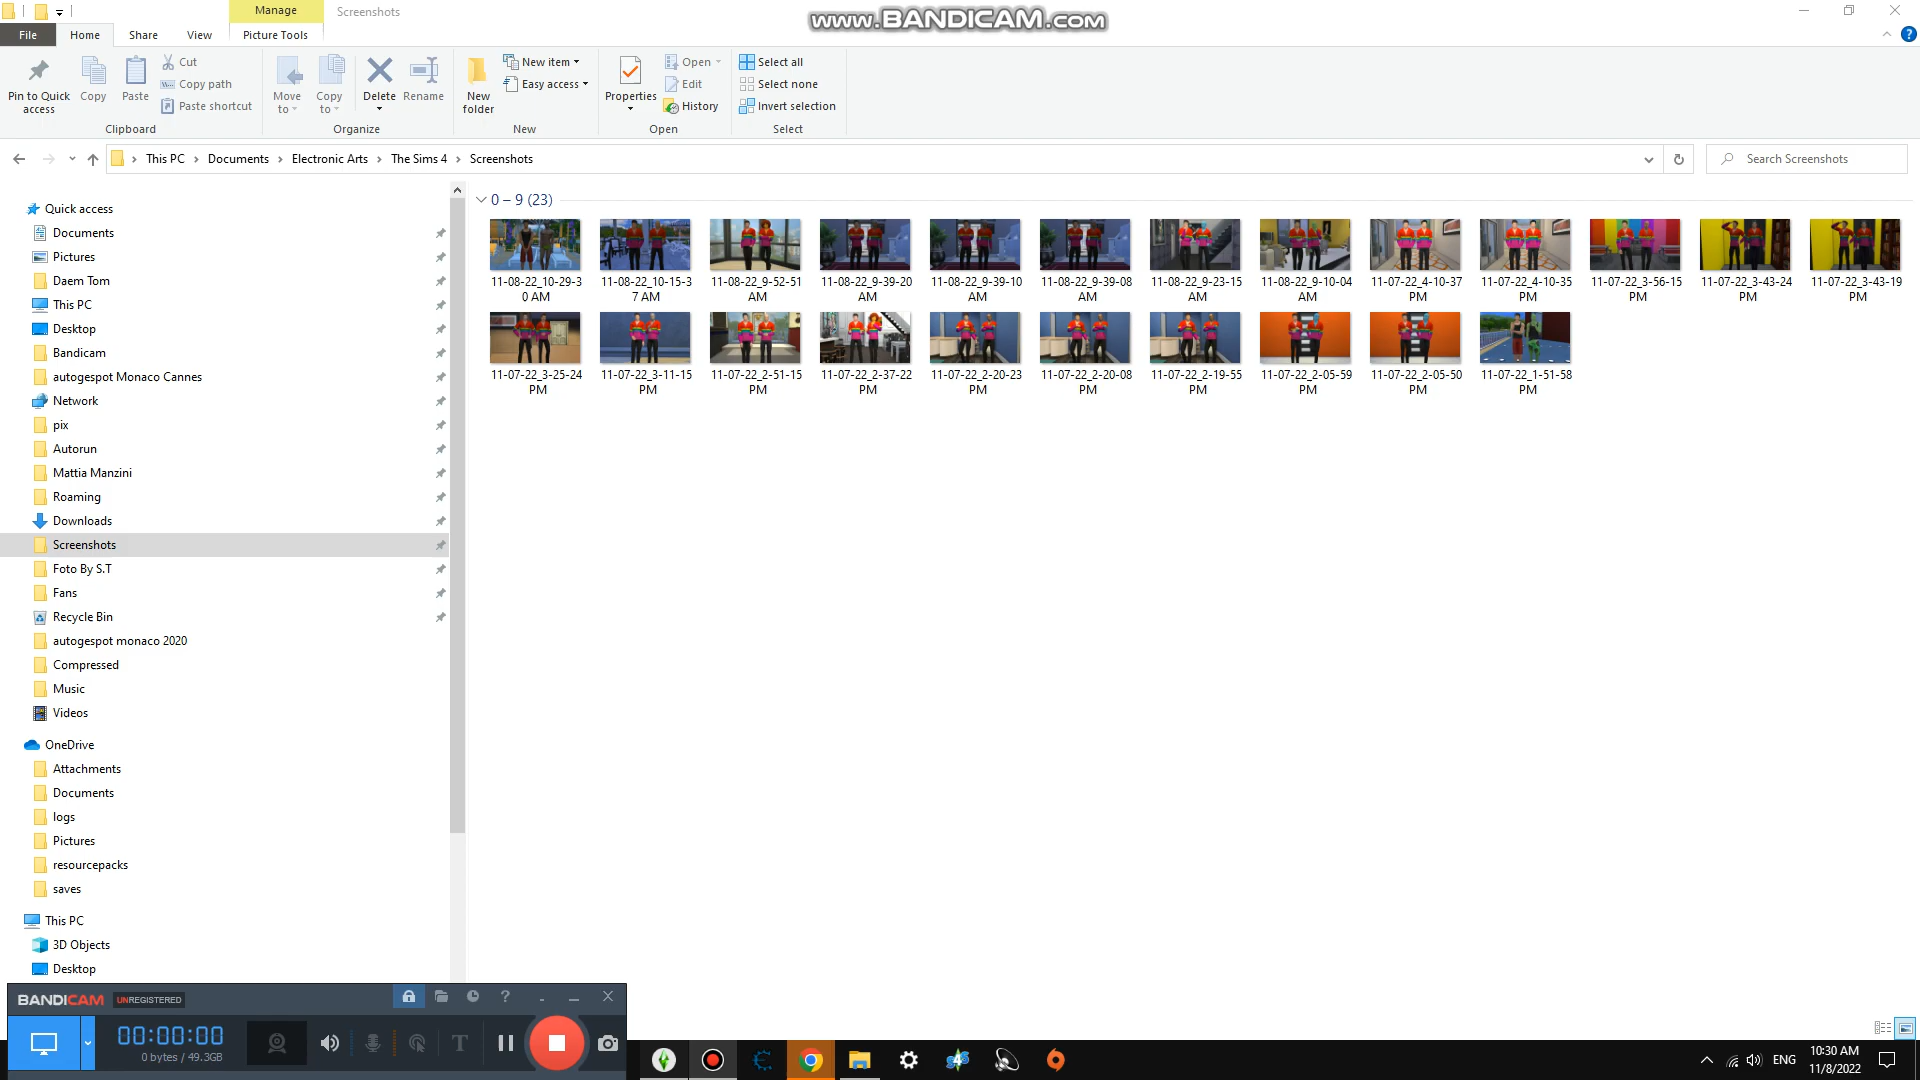 Manage
Screenshots
www.BANDICAM.com
File
Home
Share
View
Picture Tools
Pin to Quick access
Copy
Paste
Cut
Copy path
Paste shortcut
Clipboard
Move to
Copy to
Delete
Rename
Organize
New folder
New item
Easy access
New
Properties
Open
Edit
History
Open
Select all
Select none
Invert selection
Select
This PC
Documents
Electronic Arts
The Sims 4
Screenshots
Search Screenshots
Quick access
Documents
Pictures
Daem Tom
This PC
Desktop
Bandicam
autogespot Monaco Cannes
Network
pix
Autorun
Mattia Manzini
Roaming
Downloads
Screenshots
Foto By S.T
Fans
Recycle Bin
autogespot monaco 2020
Compressed
Music
Videos
OneDrive
Attachments
Documents
logs
Pictures
resourcepacks
saves
This PC
3D Objects
Desktop
0 – 9 (23)
11-08-22_10-29-30 AM
11-08-22_10-15-37 AM
11-08-22_9-52-51 AM
11-08-22_9-39-20 AM
11-08-22_9-39-10 AM
11-08-22_9-39-08 AM
11-08-22_9-23-15 AM
11-08-22_9-10-04 AM
11-07-22_4-10-37 PM
11-07-22_4-10-35 PM
11-07-22_3-56-15 PM
11-07-22_3-43-24 PM
11-07-22_3-43-19 PM
11-07-22_3-25-24 PM
11-07-22_3-11-15 PM
11-07-22_2-51-15 PM
11-07-22_2-37-22 PM
11-07-22_2-20-23 PM
11-07-22_2-20-08 PM
11-07-22_2-19-55 PM
11-07-22_2-05-59 PM
11-07-22_2-05-50 PM
11-07-22_1-51-58 PM
BANDICAM UNREGISTERED
00:00:00
0 bytes / 49.3GB
ENG
10:30 AM
11/8/2022